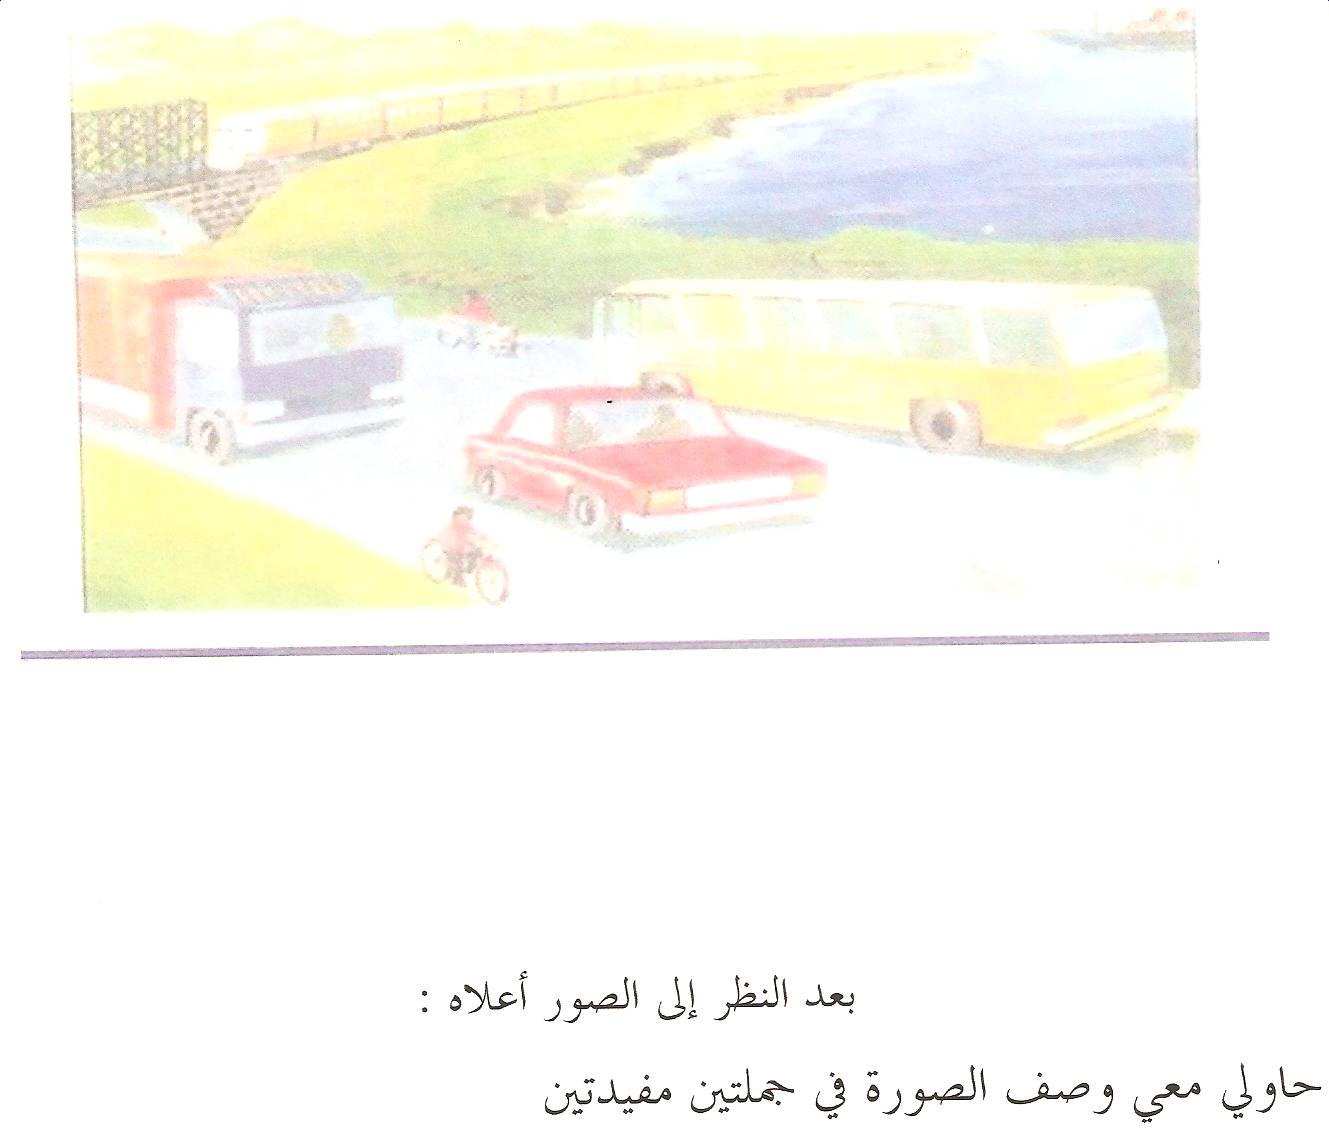 بعد النظر إلى الصور أعلاه :
حاولي معي وصف الصورة في جملتين مفيدتين